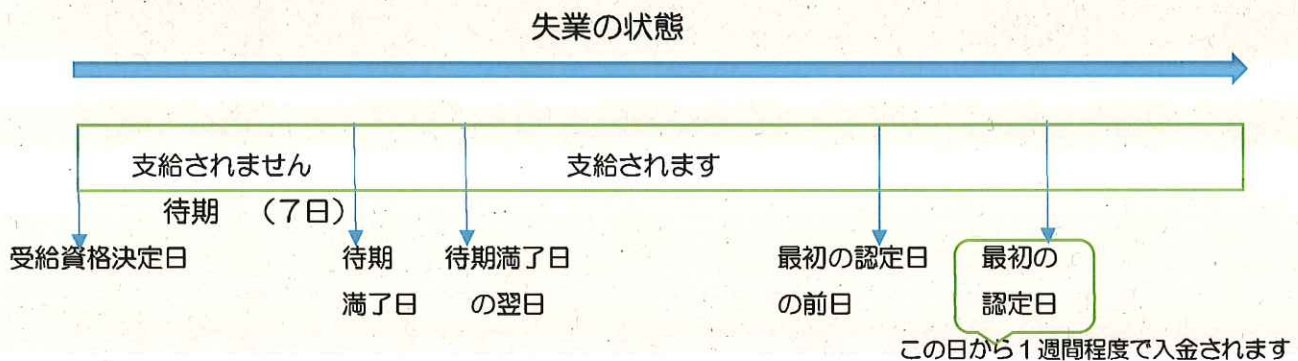 失業の状態
支給されません
支給されます
待期 （７日）
受給資格決定日
待期
満了日
待期満了日
の翌日
最初の認定日
の前日
最初の
認定日
この日から１週間程度で入金されます